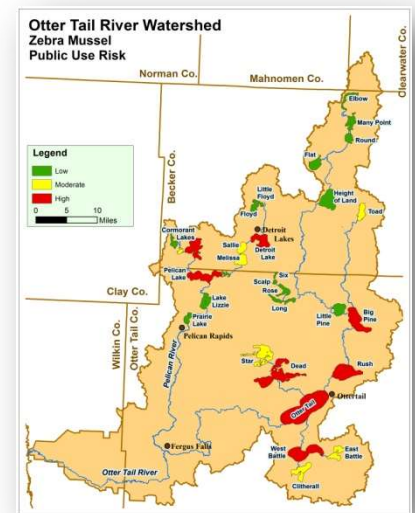 Otter Tail River Watershed
Zebra Mussel
Public Use Risk
Norman Co.
Mahnomen Co.
Clearwater Co.
Becker Co.
Legend
Low
Moderate
High
0 5 10
Miles
Elbow
Many Point
Round
Flat
Height
of Land
Toad
Little
Floyd
Floyd
Detroit
Lakes
Detroit
Lake
Cormorant
Lakes
Sallie
Melissa
Pelican
Lake
Clay Co.
Wilkin Co.
Otter Tail Co.
Lake
Lizzie
Prairie
Lake
Pelican Rapids
Pelican River
Six
Scalp
Rose
Long
Little
Pine
Big
Pine
Star
Dead
Rush
Otter Tail
Ottertail
Fergus Falls
West
Battle
East
Battle
Clitherall
Otter Tail River